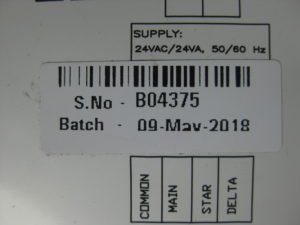 SUPPLY:
24VAC/24VA, 50/60 Hz
S.No - B04375
Batch - 09-May-2018
COMMON
MAIN
STAR
DELTA